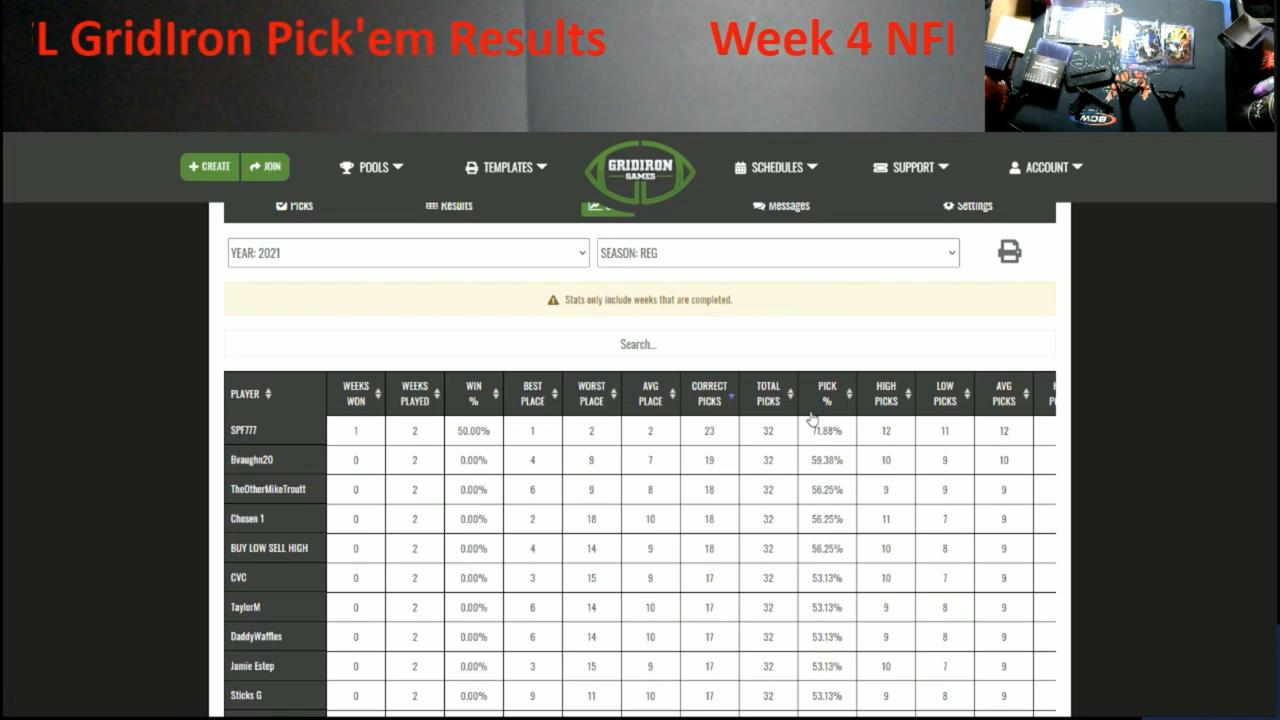 L GridIron Pick'em Results Week 4 NFL
BCW
+ CREATE JOIN POOLS TEMPLATES GRIDIRON GAMES SCHEDULES SUPPORT ACCOUNT
Picks Results Messages Settings
YEAR: 2021 SEASON: REG
Stats only include weeks that are completed.
Search...
PLAYER WEEKS WON WEEKS PLAYED WIN % BEST PLACE WORST PLACE AVG PLACE CORRECT PICKS TOTAL PICKS PICK % HIGH PICKS LOW PICKS AVG PICKS
SPF777 1 2 50.00% 1 2 2 23 32 71.88% 12 11 12
Bvaughn20 0 2 0.00% 4 9 7 19 32 59.38% 10 9 10
TheOtherMikeTroutt 0 2 0.00% 6 9 8 18 32 56.25% 9 9 9
Chosen 1 0 2 0.00% 2 18 10 18 32 56.25% 11 7 9
BUY LOW SELL HIGH 0 2 0.00% 4 14 9 18 32 56.25% 10 8 9
CVC 0 2 0.00% 3 15 9 17 32 53.13% 10 7 9
TaylorM 0 2 0.00% 6 14 10 17 32 53.13% 9 8 9
DaddyWaffles 0 2 0.00% 6 14 10 17 32 53.13% 9 8 9
Jamie Estep 0 2 0.00% 3 15 9 17 32 53.13% 10 7 9
Sticks G 0 2 0.00% 9 11 10 17 32 53.13% 9 8 9